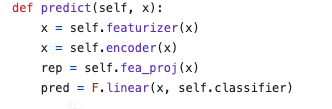 def predict(self, x):
    x = self.featurizer(x)
    x = self.encoder(x)
    rep = self.fea_proj(x)
    pred = F.linear(x, self.classifier)